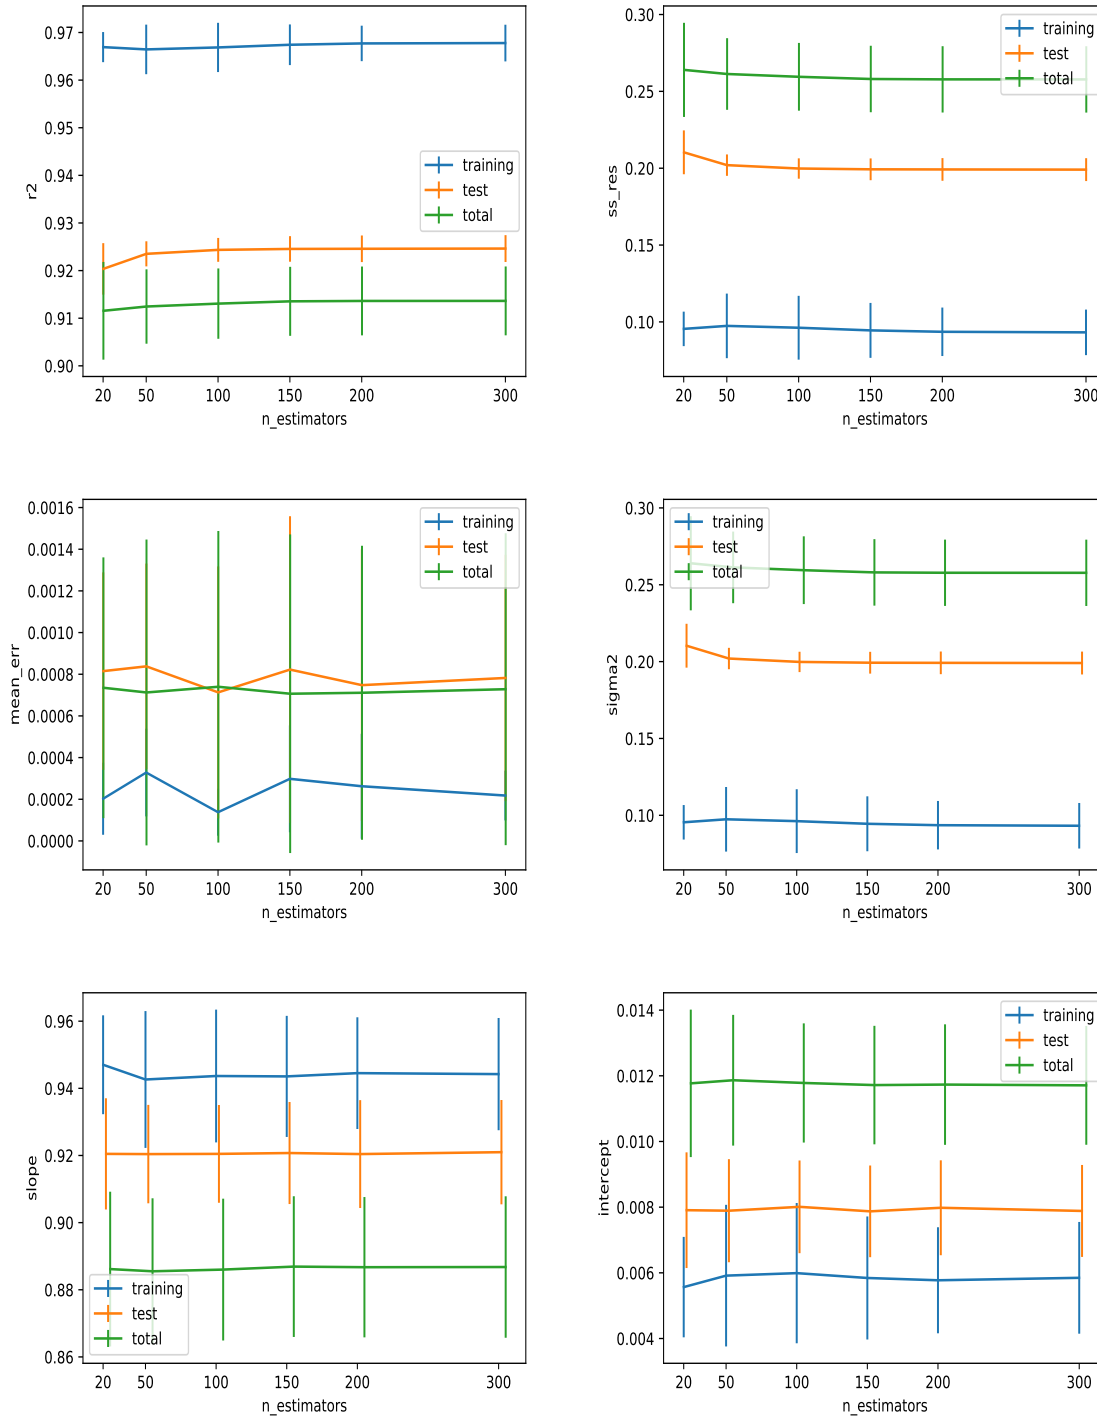 0.97
0.96
0.95
0.94
0.93
0.92
0.91
0.90
r2
training
test
total
20 50 100 150 200 300
n_estimators
0.30
0.25
0.20
0.15
0.10
ss_res
training
test
total
20 50 100 150 200 300
n_estimators
0.0016
0.0014
0.0012
0.0010
0.0008
0.0006
0.0004
0.0002
0.0000
mean_err
training
test
total
20 50 100 150 200 300
n_estimators
0.30
0.25
0.20
0.15
0.10
sigma2
training
test
total
20 50 100 150 200 300
n_estimators
0.96
0.94
0.92
0.90
0.88
0.86
slope
training
test
total
20 50 100 150 200 300
n_estimators
0.014
0.012
0.010
0.008
0.006
0.004
intercept
training
test
total
20 50 100 150 200 300
n_estimators